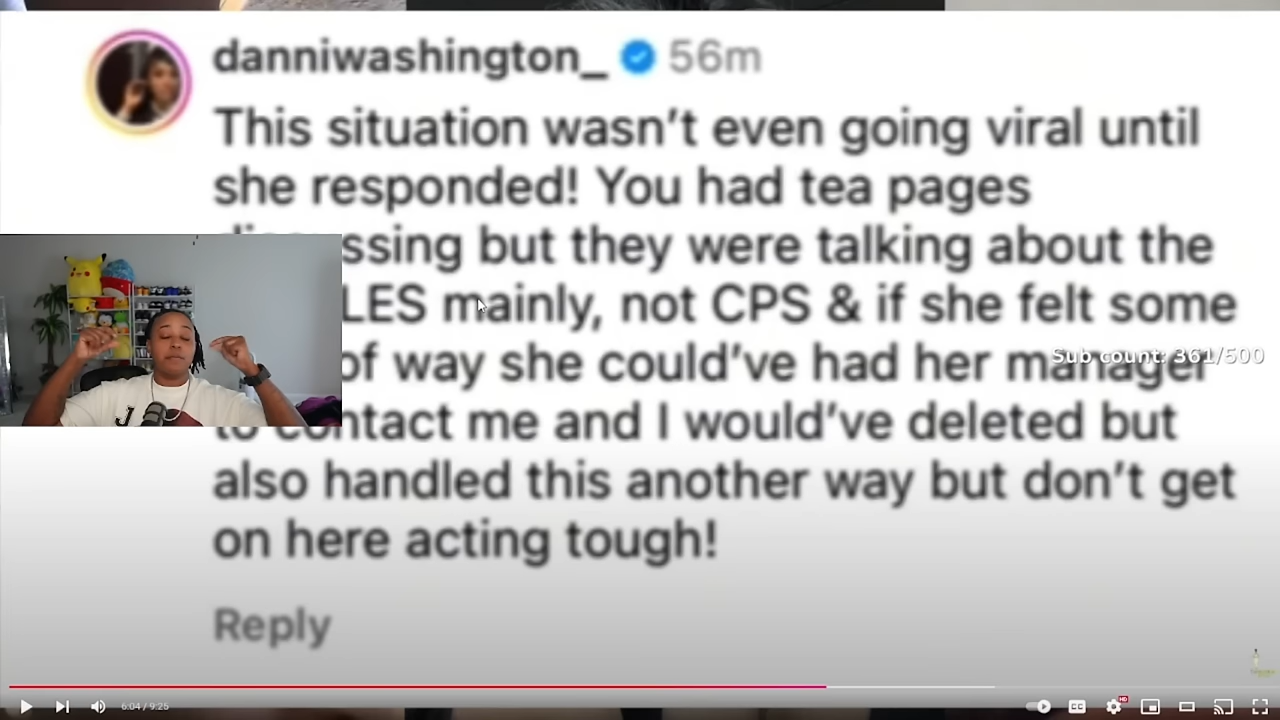 danniwashington_ 56m
This situation wasn't even going viral until
she responded! You had tea pages
ssing but they were talking about the
LES mainly, not CPS & if she felt some
of way she could've had her manager
Sub count: 361/500
to contact me and I would've deleted but
also handled this another way but don't get
on here acting tough!
Reply
6:04 / 9:25
CC
HD